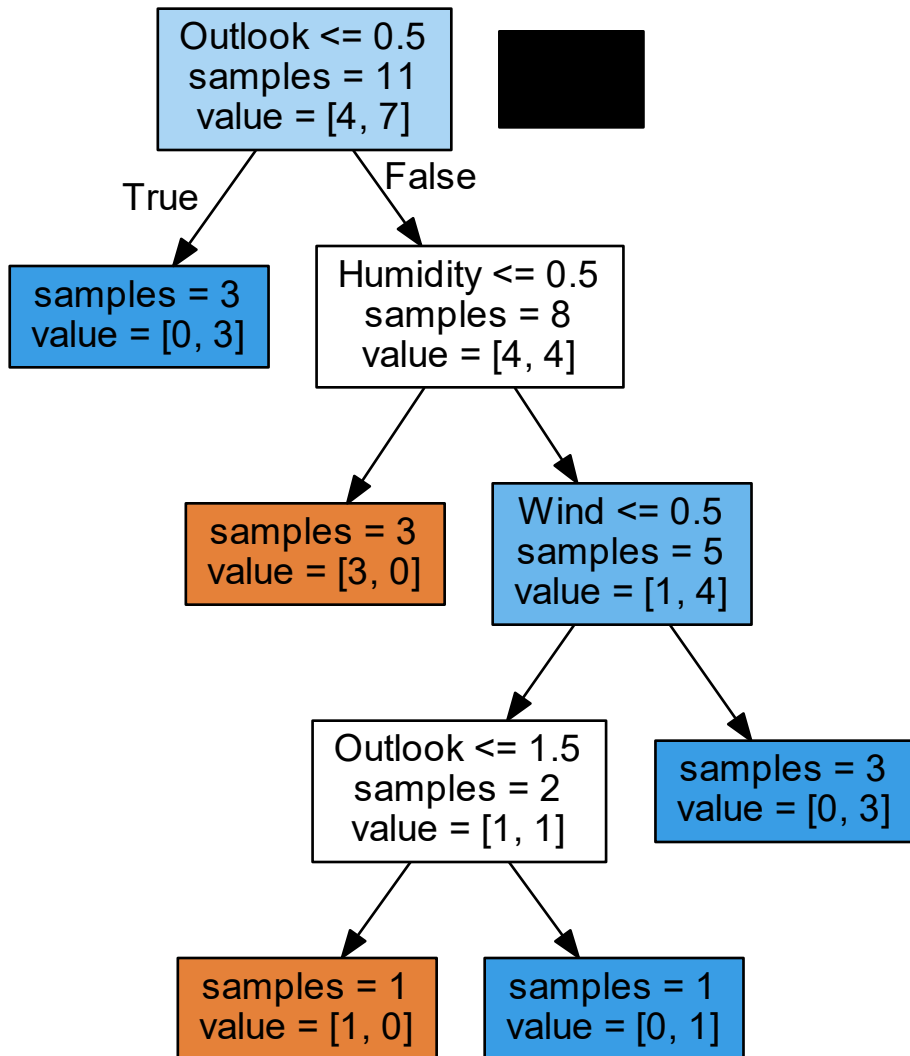 Outlook <= 0.5
samples = 11
value = [4, 7]
True
False
samples = 3
value = [0, 3]
Humidity <= 0.5
samples = 8
value = [4, 4]
samples = 3
value = [3, 0]
Wind <= 0.5
samples = 5
value = [1, 4]
Outlook <= 1.5
samples = 2
value = [1, 1]
samples = 3
value = [0, 3]
samples = 1
value = [1, 0]
samples = 1
value = [0, 1]